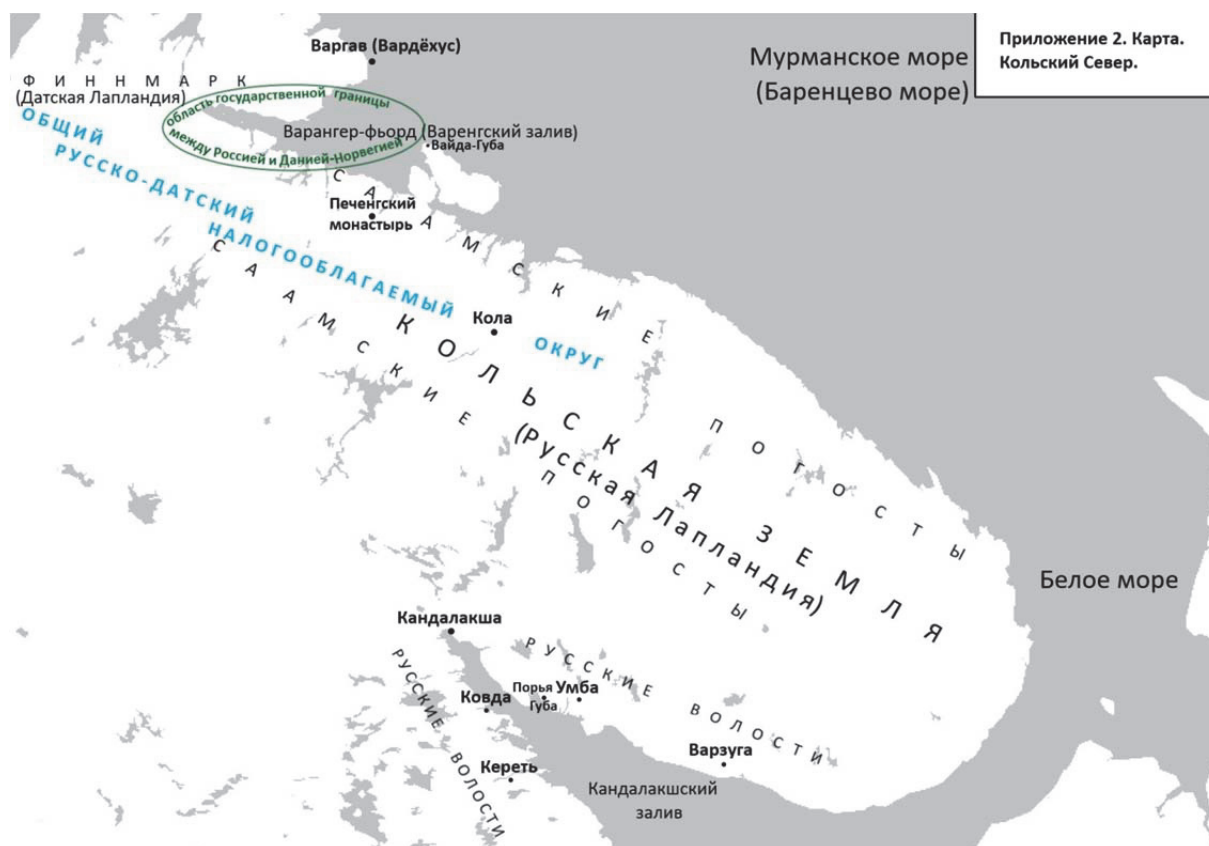 Приложение 2. Карта.
Кольский Север.
Мурманское море
(Баренцево море)
Варгав (Вардёхус)
ФИННМАРК
(Датская Лапландия)
область государственной границы
между Россией и Данией-Норвегией
Варангер-фьорд (Варенгский залив)
Вайда-Губа
ОБЩИЙ
РУССКО-ДАТСКИЙ
НАЛОГООБЛАГАЕМЫЙ
ОКРУГ
Печенгский
монастырь
СААМСКИЕ
ПОГОСТЫ
СААМСКИЕ
ПОГОСТЫ
Кола
КОЛЬСКАЯ ЗЕМЛЯ
(Русская Лапландия)
Белое море
Кандалакша
РУССКИЕ ВОЛОСТИ
РУССКИЕ ВОЛОСТИ
Ковда
Порья
Губа
Умба
Варзуга
Кереть
Кандалакшский
залив